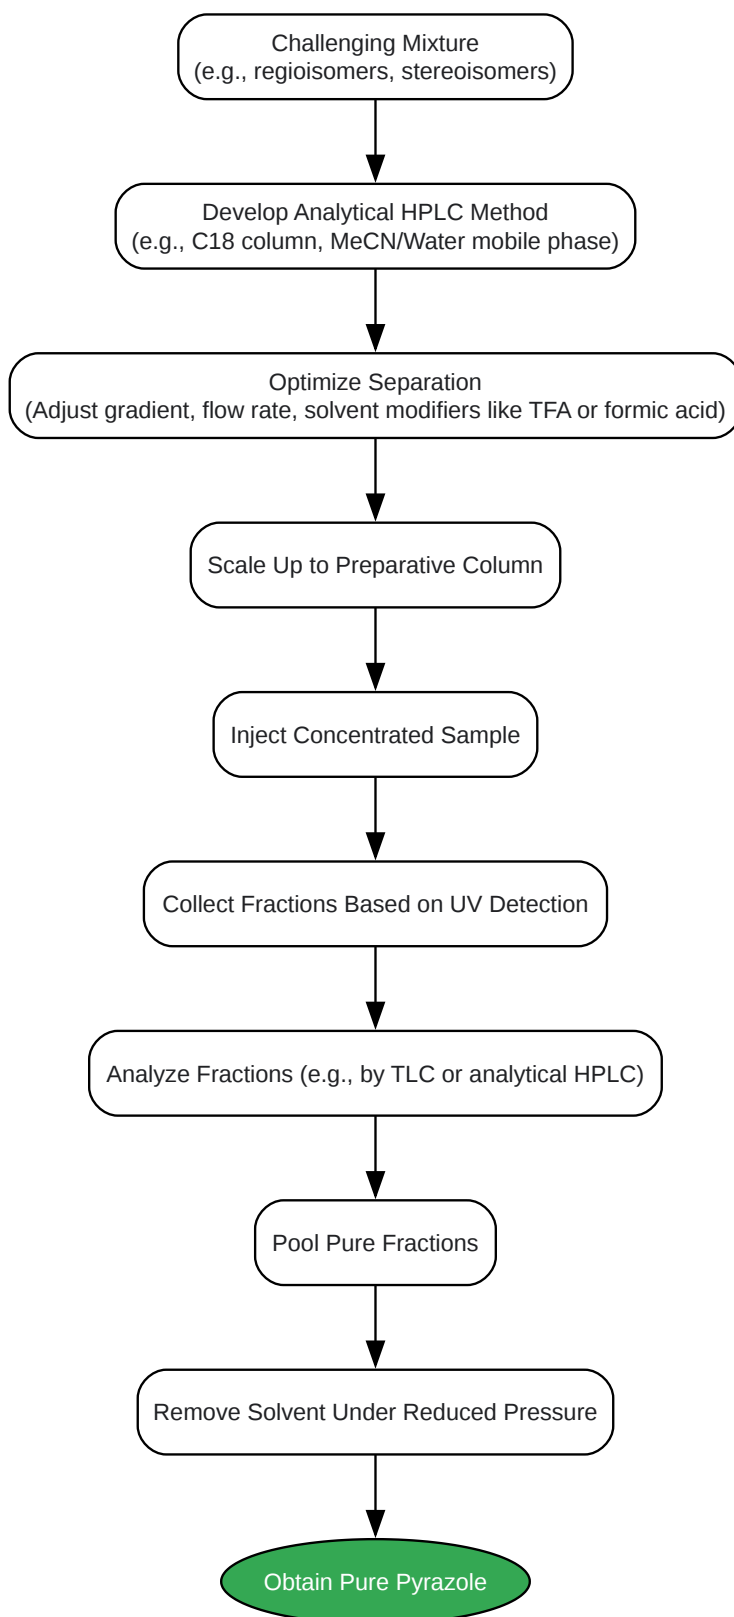 Challenging Mixture
(e.g., regioisomers, stereoisomers)
Develop Analytical HPLC Method
(e.g., C18 column, MeCN/Water mobile phase)
Optimize Separation
(Adjust gradient, flow rate, solvent modifiers like TFA or formic acid)
Scale Up to Preparative Column
Inject Concentrated Sample
Collect Fractions Based on UV Detection
Analyze Fractions (e.g., by TLC or analytical HPLC)
Pool Pure Fractions
Remove Solvent Under Reduced Pressure
Obtain Pure Pyrazole